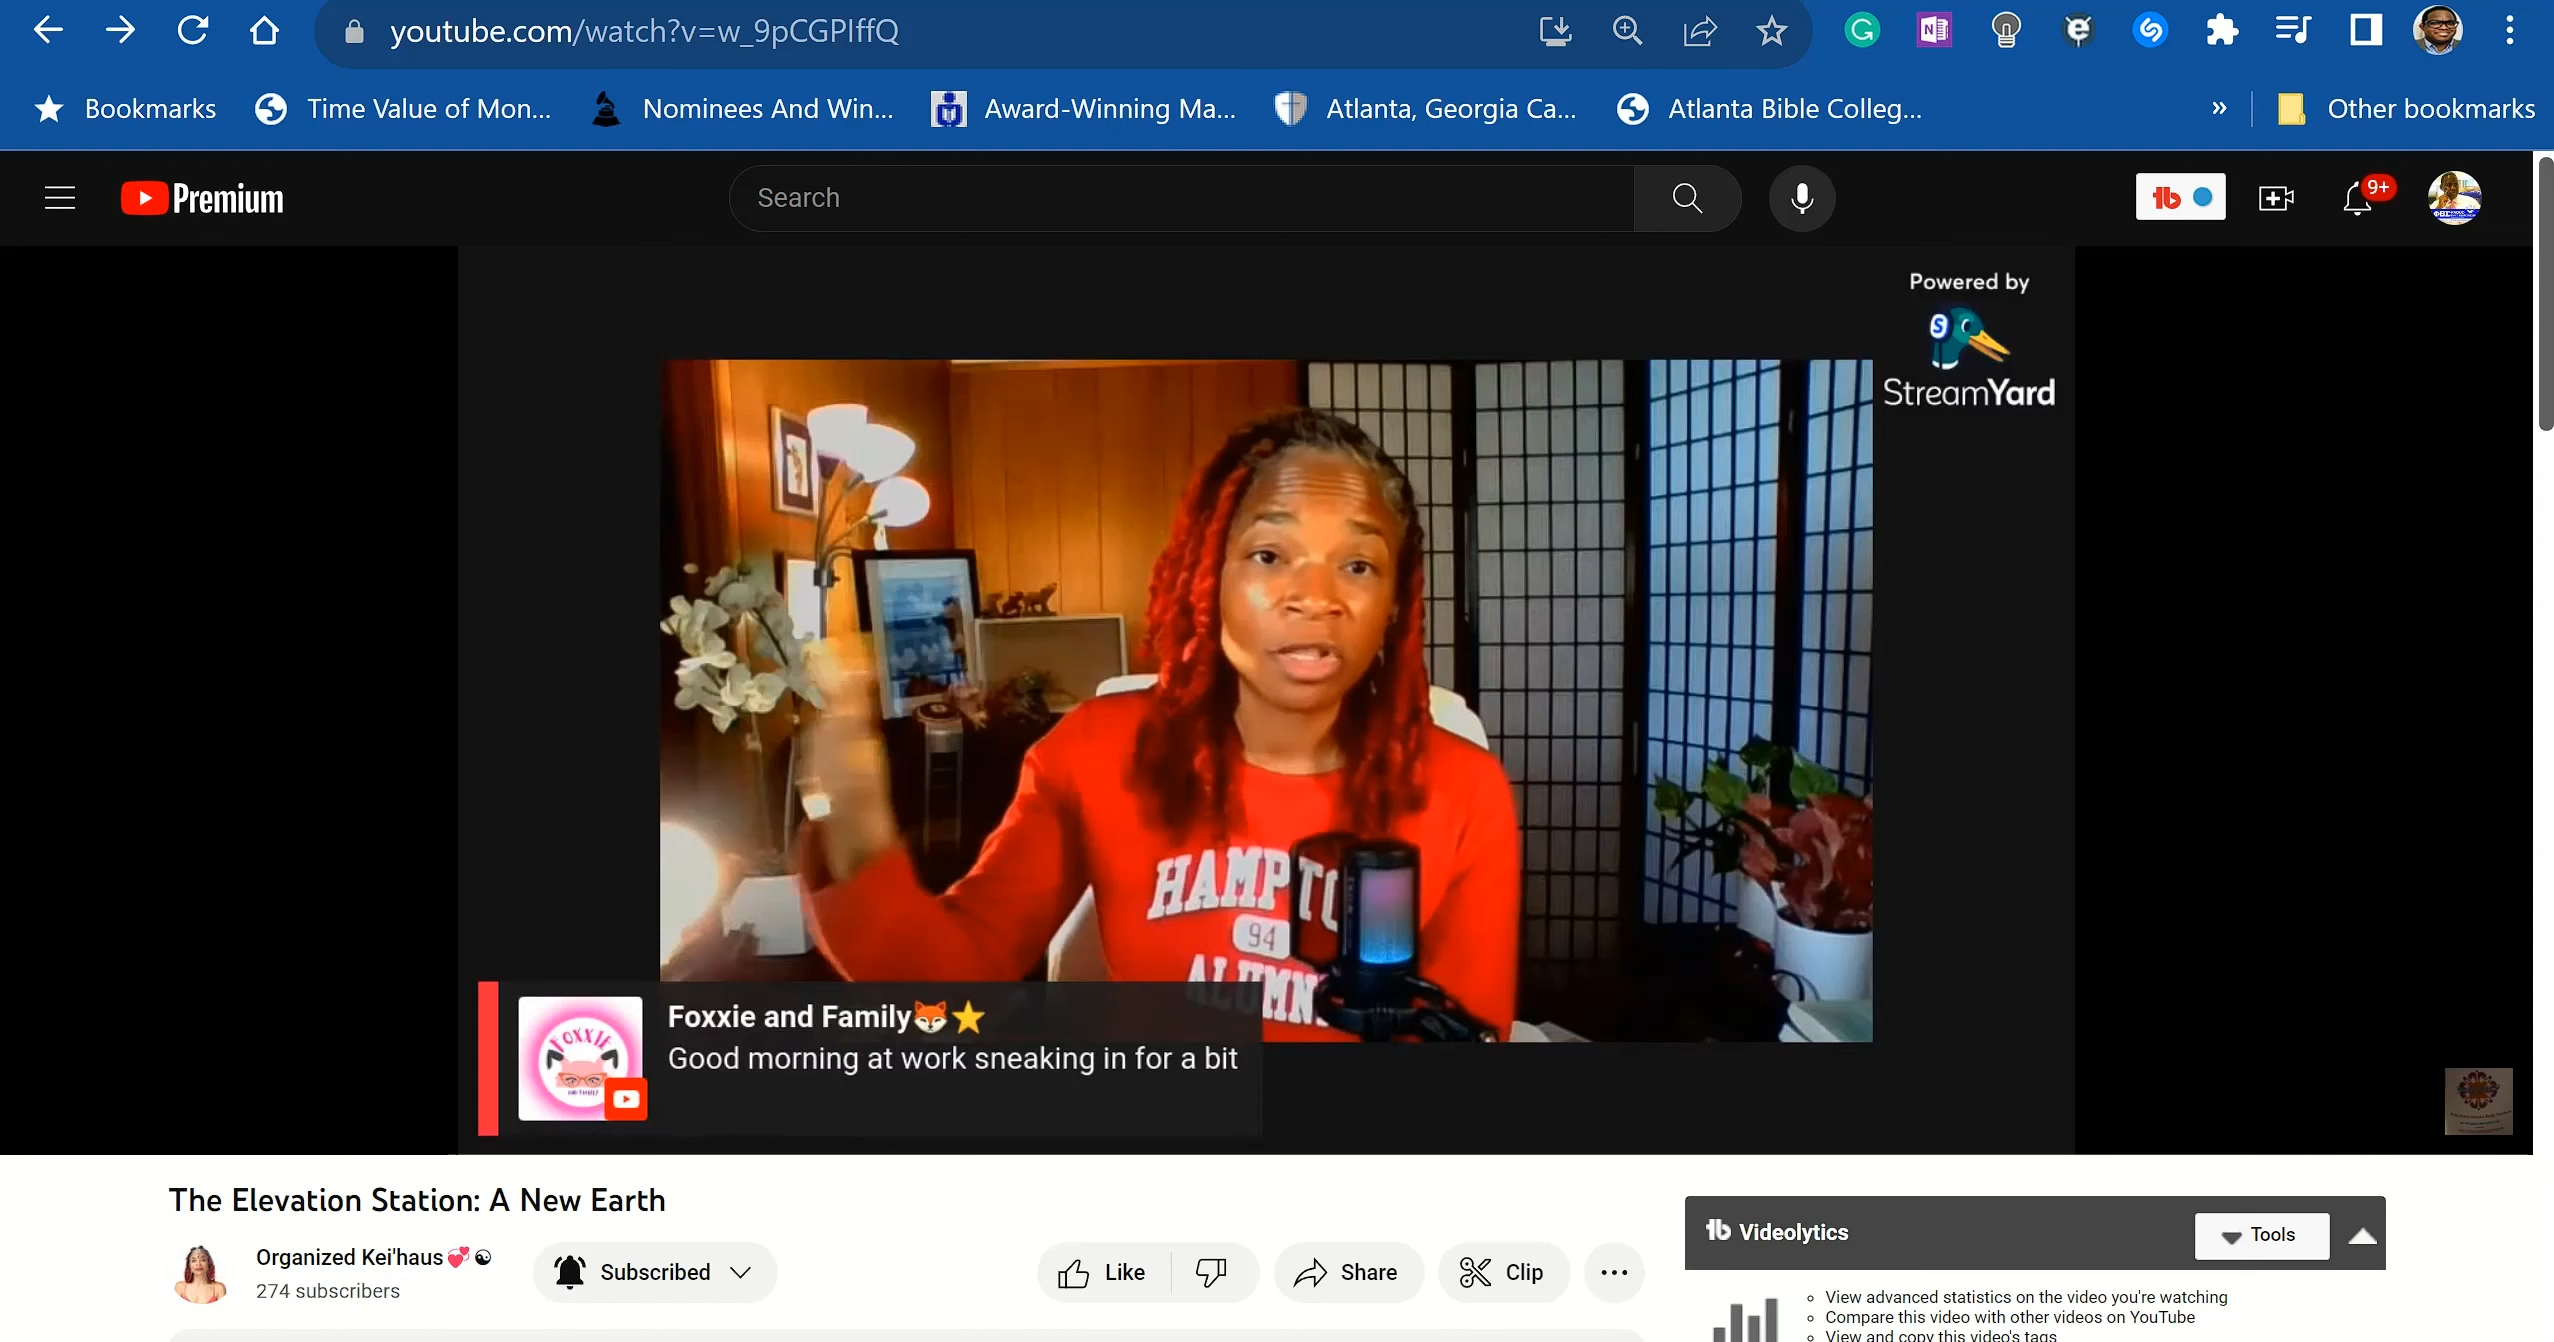 youtube.com/watch?v=w_9pCGPIffQ
Bookmarks
Time Value of Mon...
Nominees And Win...
Award-Winning Ma...
Atlanta, Georgia Ca...
Atlanta Bible Colleg...
»
Other bookmarks
Premium
Search
9+
Powered by
StreamYard
HAMPTO
94
ALUMN
FOXXIE
Foxxie and Family🦊⭐
Good morning at work sneaking in for a bit
The Elevation Station: A New Earth
Organized Kei'haus💞☯
274 subscribers
Subscribed
Like
Share
Clip
Videolytics
Tools
View advanced statistics on the video you're watching
Compare this video with other videos on YouTube
View and copy this video's tags